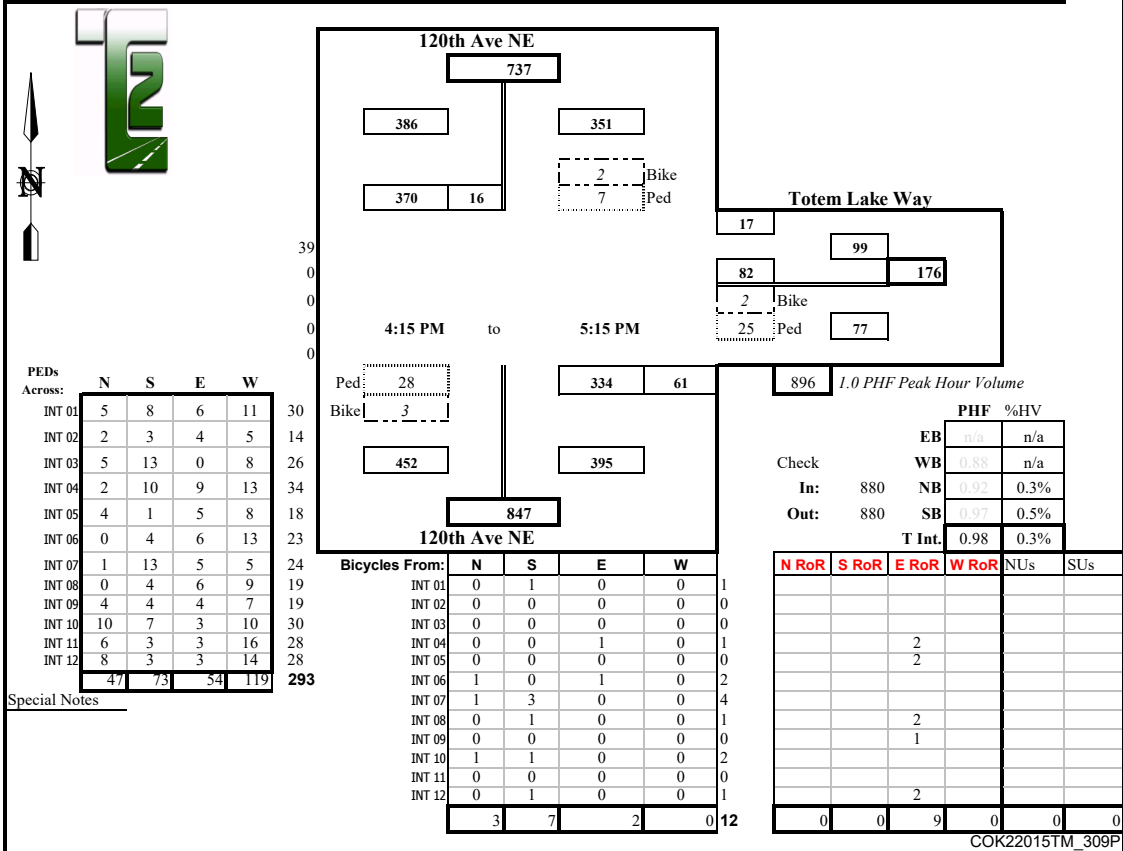 T2
N
120th Ave NE
737
386 351
2 Bike
370 16 7 Ped
Totem Lake Way
17
39 99
0 82 176
0 2 Bike
0 4:15 PM to 5:15 PM 25 Ped 77
0
Ped 28 334 61 896 1.0 PHF Peak Hour Volume
Bike 3
452 395
847
120th Ave NE
PHF %HV
EB n/a n/a
Check WB 0.88 n/a
In: 880 NB 0.92 0.3%
Out: 880 SB 0.97 0.5%
T Int. 0.98 0.3%
PEDs Across: N S E W
INT 01 5 8 6 11 30
INT 02 2 3 4 5 14
INT 03 5 13 0 8 26
INT 04 2 10 9 13 34
INT 05 4 1 5 8 18
INT 06 0 4 6 13 23
INT 07 1 13 5 5 24
INT 08 0 4 6 9 19
INT 09 4 4 4 7 19
INT 10 10 7 3 10 30
INT 11 6 3 3 16 28
INT 12 8 3 3 14 28
47 73 54 119 293
Special Notes
Bicycles From: N S E W
INT 01 0 1 0 0 1
INT 02 0 0 0 0 0
INT 03 0 0 0 0 0
INT 04 0 0 1 0 1
INT 05 0 0 0 0 0
INT 06 1 0 1 0 2
INT 07 1 3 0 0 4
INT 08 0 1 0 0 1
INT 09 0 0 0 0 0
INT 10 1 1 0 0 2
INT 11 0 0 0 0 0
INT 12 0 1 0 0 1
3 7 2 0 12
N RoR S RoR E RoR W RoR NUs SUs
2
2
2
1
2
0 0 9 0 0 0
COK22015TM_309P